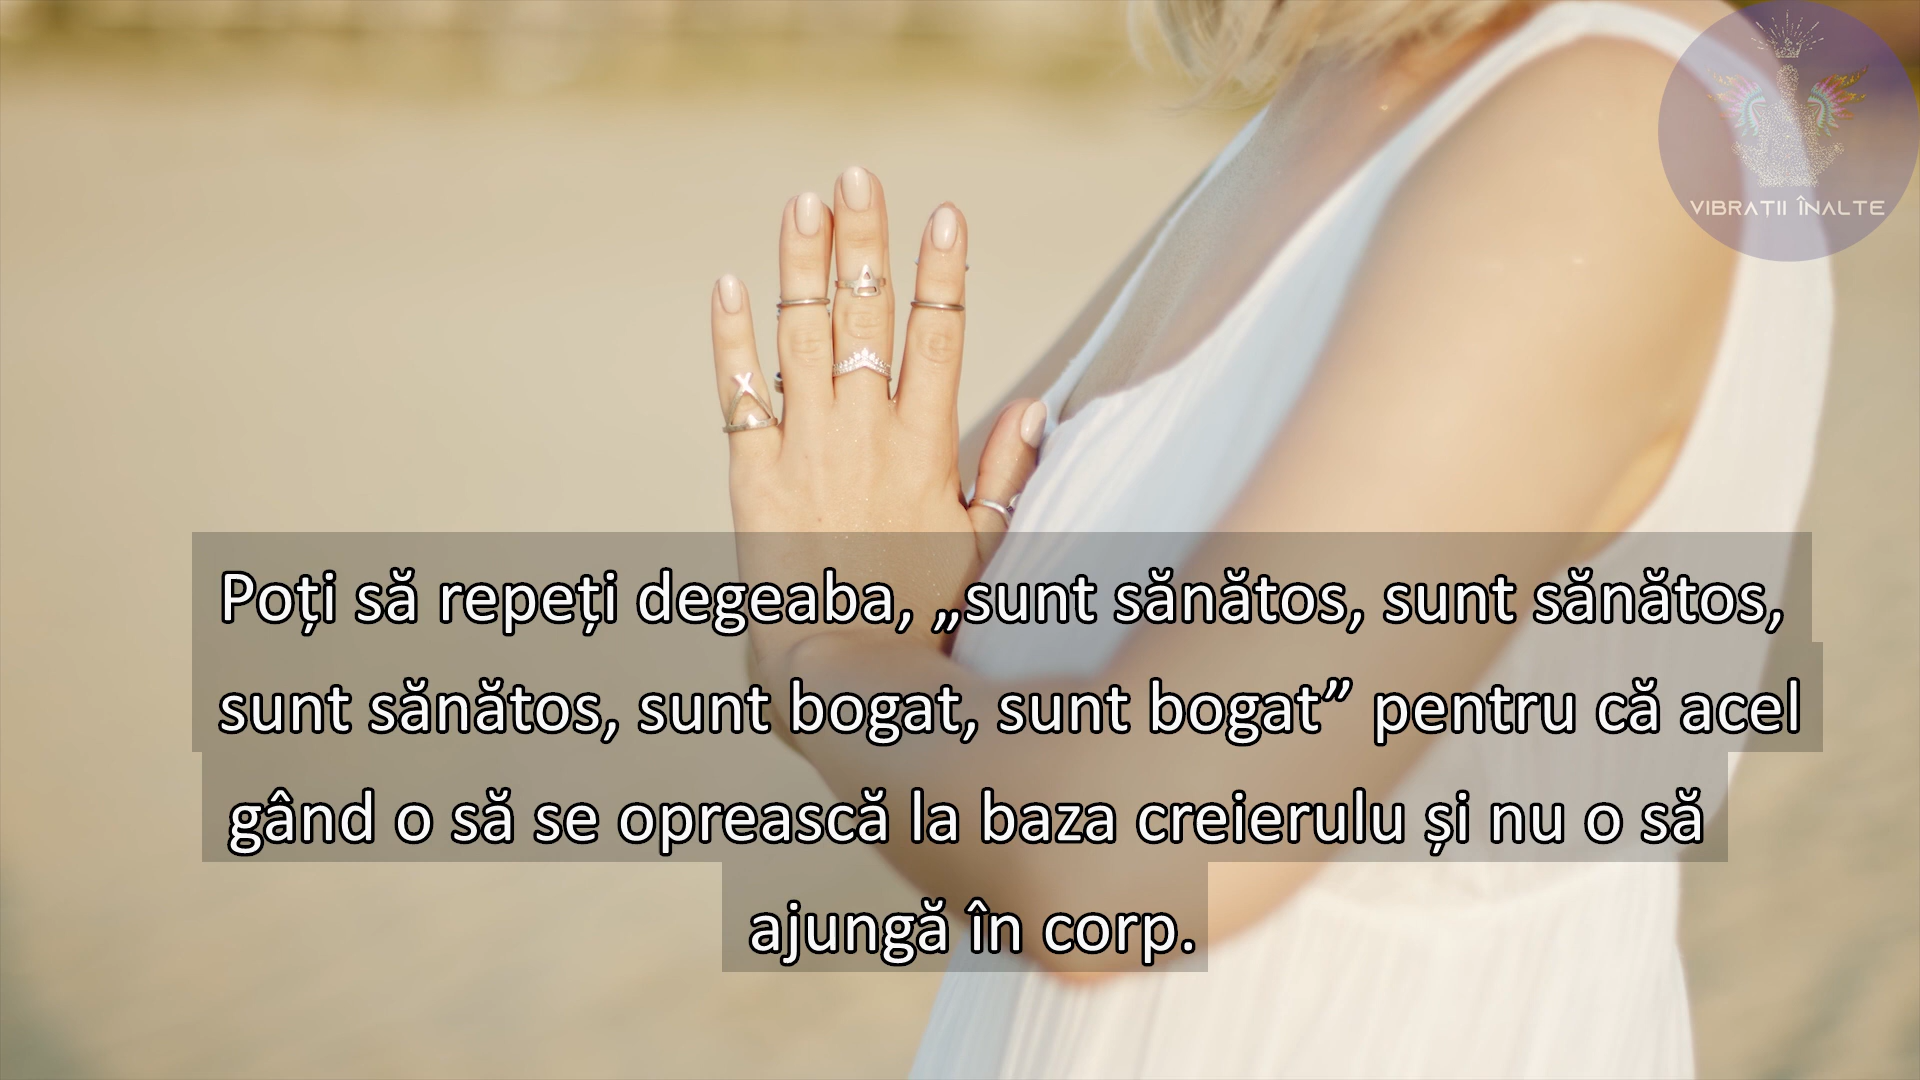 VIBRAȚII ÎNALTE
Poți să repeți degeaba, „sunt sănătos, sunt sănătos,
sunt sănătos, sunt bogat, sunt bogat” pentru că acel
gând o să se oprească la baza creierulu și nu o să
ajungă în corp.